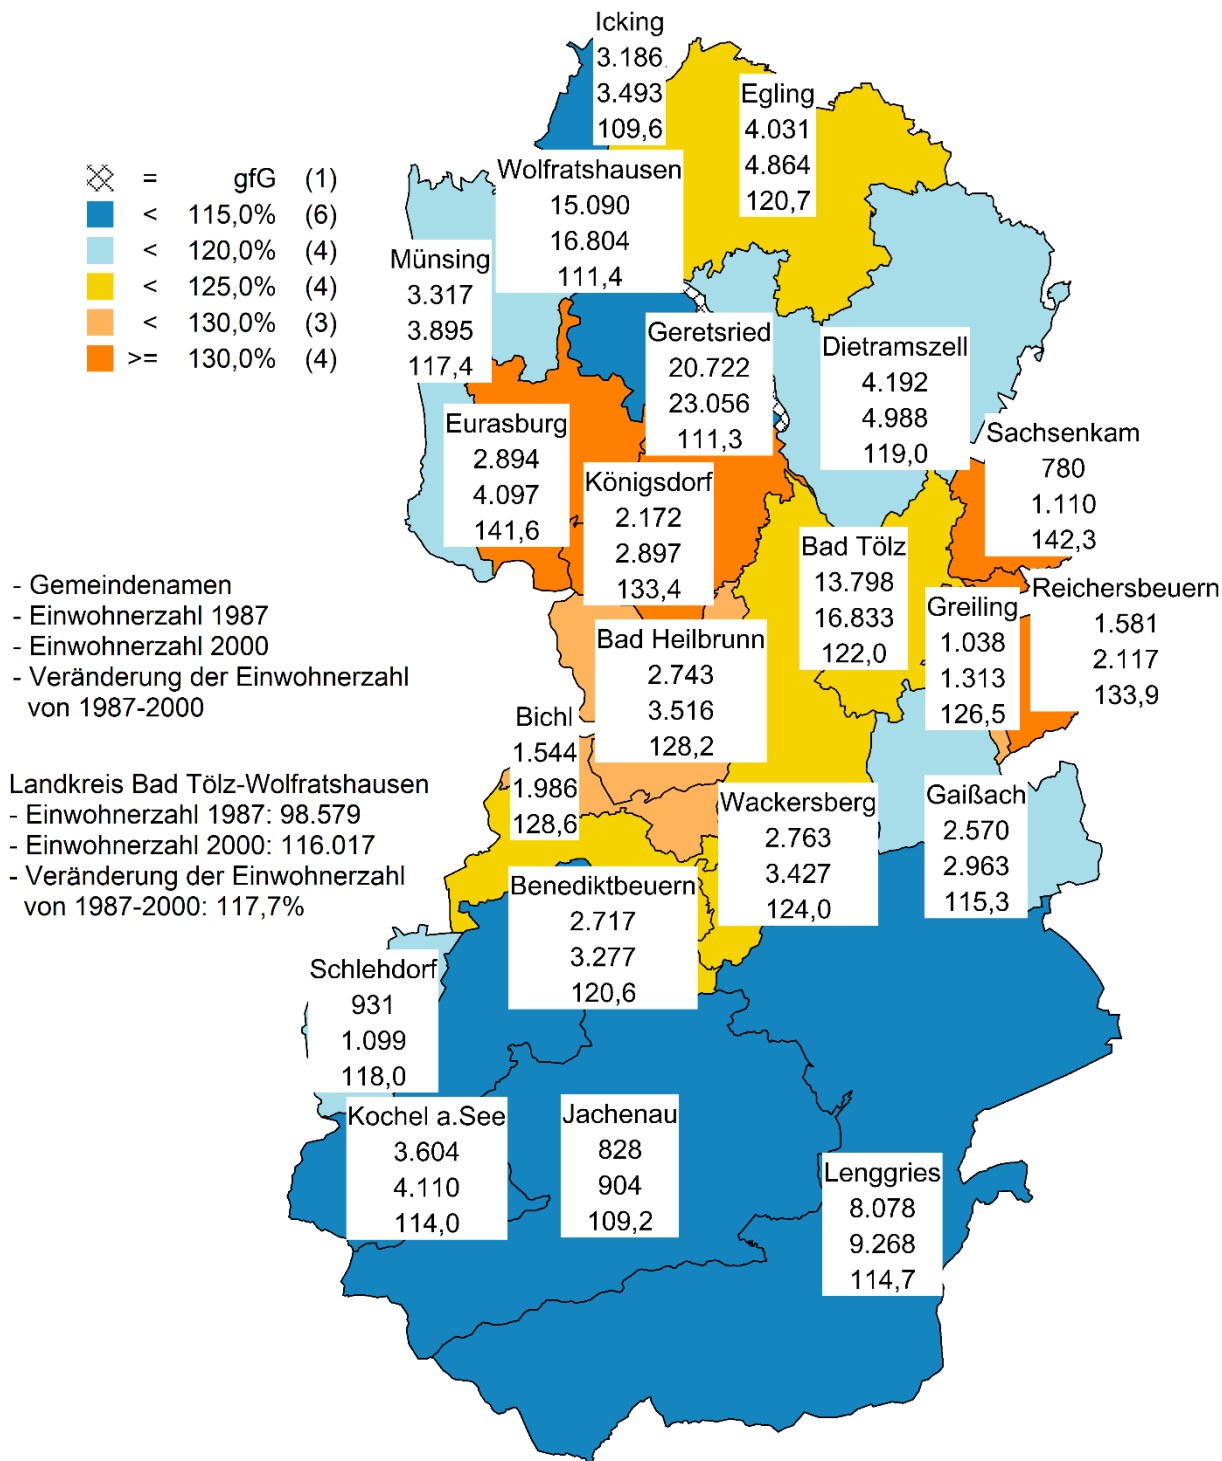 Icking
3.186
3.493
109,6
Egling
4.031
4.864
120,7
= gfG (1)
< 115,0% (6)
< 120,0% (4)
< 125,0% (4)
< 130,0% (3)
>= 130,0% (4)
Wolfratshausen
15.090
16.804
111,4
Münsing
3.317
3.895
117,4
Geretsried
20.722
23.056
111,3
Dietramszell
4.192
4.988
119,0
Eurasburg
2.894
4.097
141,6
Sachsenkam
780
1.110
142,3
Königsdorf
2.172
2.897
133,4
Bad Tölz
13.798
16.833
122,0
- Gemeindenamen
- Einwohnerzahl 1987
- Einwohnerzahl 2000
- Veränderung der Einwohnerzahl
von 1987-2000
Reichersbeuern
1.581
2.117
133,9
Greiling
1.038
1.313
126,5
Bad Heilbrunn
2.743
3.516
128,2
Bichl
1.544
1.986
128,6
Landkreis Bad Tölz-Wolfratshausen
- Einwohnerzahl 1987: 98.579
- Einwohnerzahl 2000: 116.017
- Veränderung der Einwohnerzahl
von 1987-2000: 117,7%
Wackersberg
2.763
3.427
124,0
Gaißach
2.570
2.963
115,3
Benediktbeuern
2.717
3.277
120,6
Schlehdorf
931
1.099
118,0
Kochel a.See
3.604
4.110
114,0
Jachenau
828
904
109,2
Lenggries
8.078
9.268
114,7